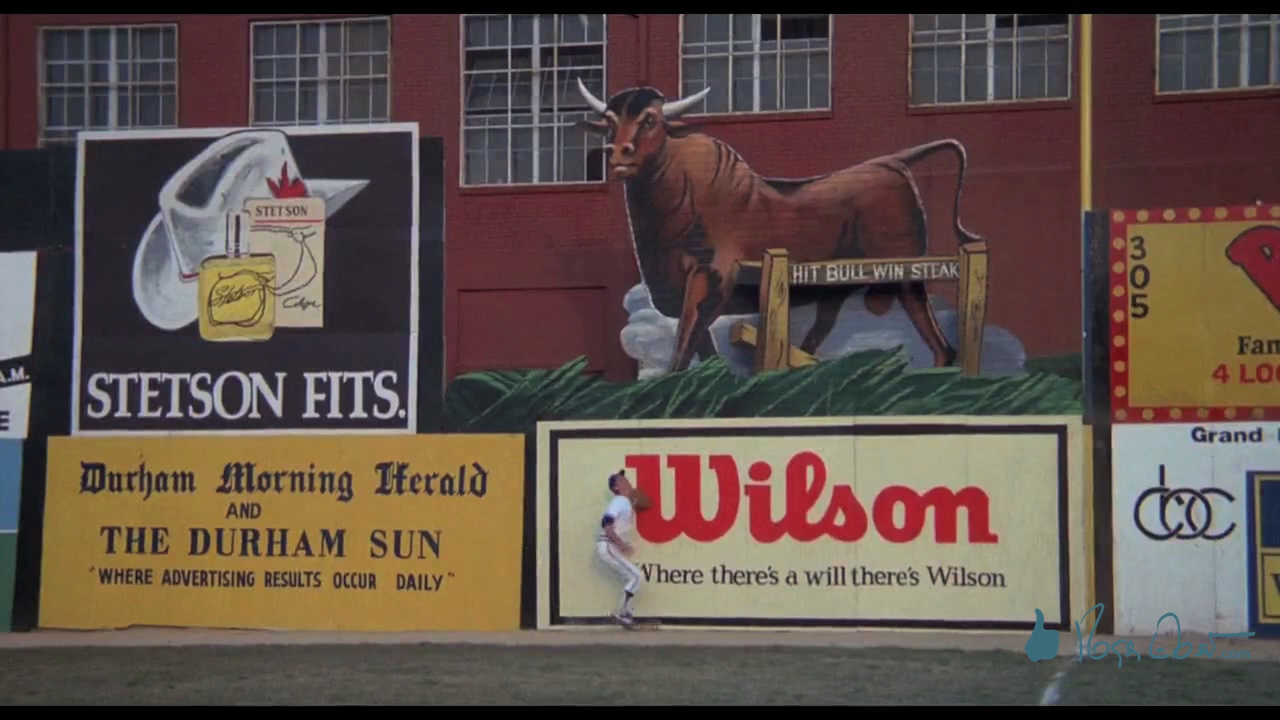 STETSON
Stetson
STETSON FITS.
Durham Morning Herald
AND
THE DURHAM SUN
"WHERE ADVERTISING RESULTS OCCUR DAILY"
HIT BULL WIN STEAK
Wilson
Where there's a will there's Wilson
A.M.
E
305
Fam
4 LO
Grand